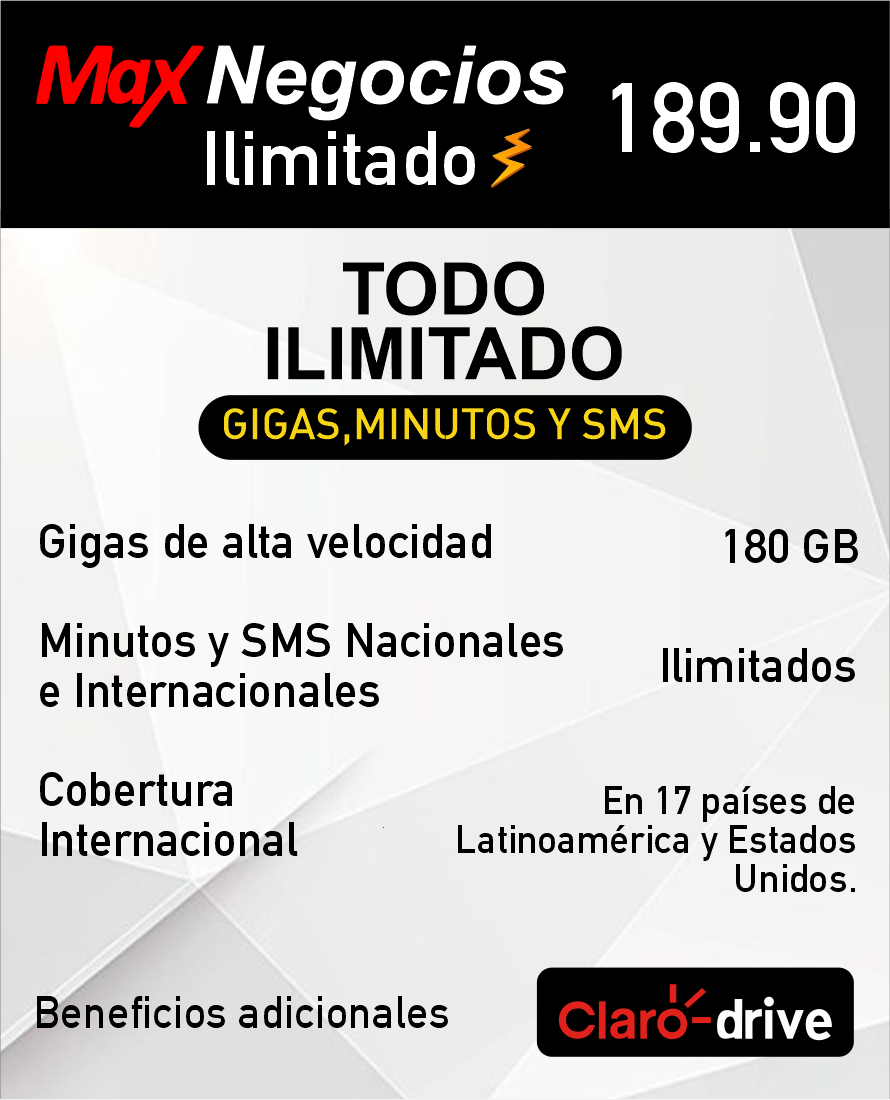 Max Negocios
Ilimitado
189.90
TODO
ILIMITADO
GIGAS,MINUTOS Y SMS
Gigas de alta velocidad
180 GB
Minutos y SMS Nacionales
e Internacionales
Ilimitados
Cobertura
Internacional
En 17 países de
Latinoamérica y Estados
Unidos.
Beneficios adicionales
Claro-drive